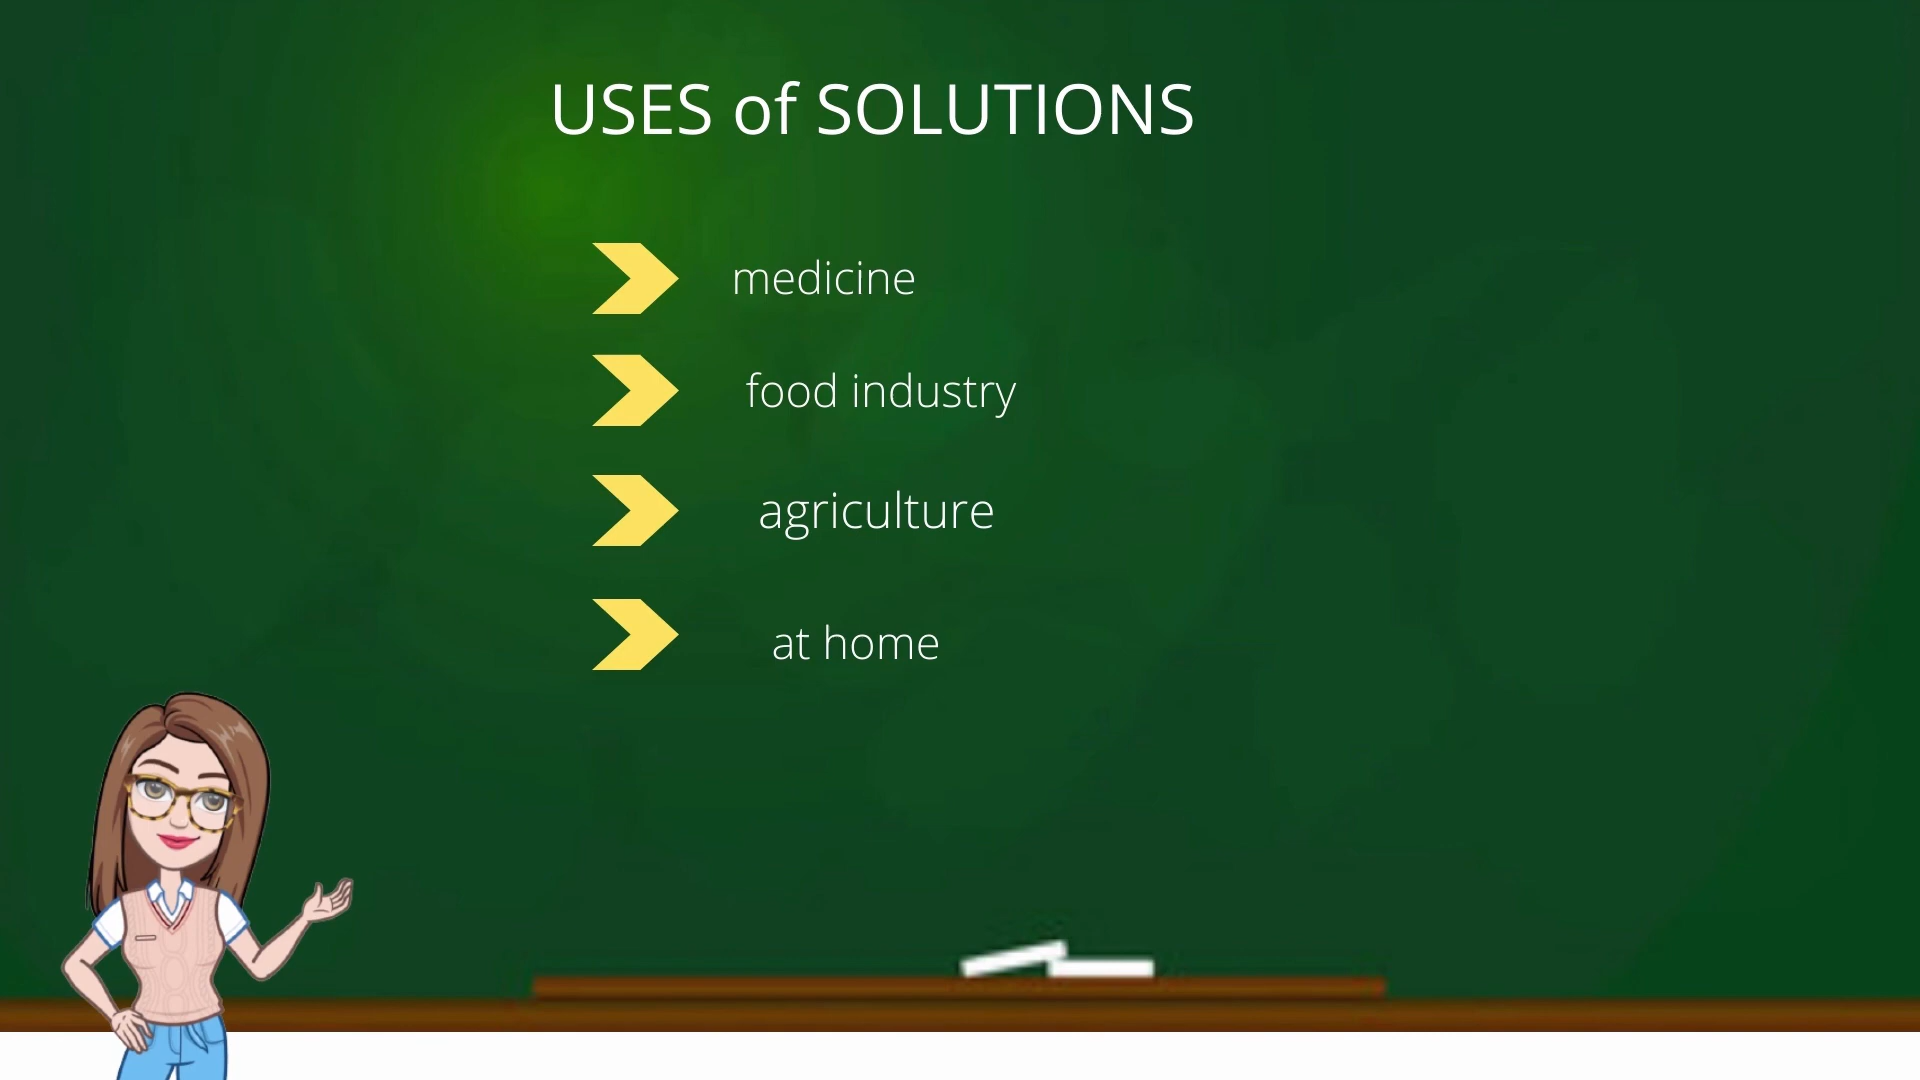 USES of SOLUTIONS
medicine
food industry
agriculture
at home